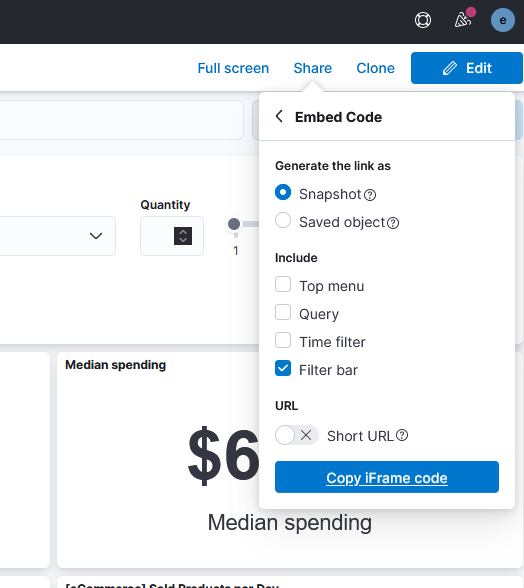 e
Full screen Share Clone Edit
Embed Code
Generate the link as
Snapshot
Saved object
Quantity
1
Include
Top menu
Query
Time filter
Filter bar
Median spending
URL
Short URL
$6
Copy iFrame code
Median spending
[eCommerce] Sold Products per Day